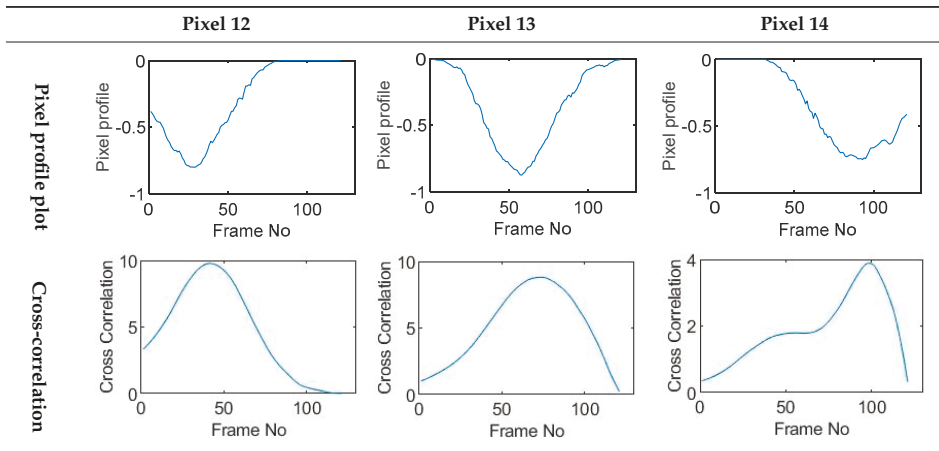 Pixel 12 Pixel 13 Pixel 14
Pixel profile plot
Pixel profile
0
-0.5
-1
0 50 100
Frame No
Pixel profile
0
-0.5
-1
0 50 100
Frame No
Pixel profile
0
-0.5
-1
0 50 100
Frame No
Cross-correlation
Cross Correlation
10
5
0
0 50 100
Frame No
Cross Correlation
10
5
0
0 50 100
Frame No
Cross Correlation
4
2
0
0 50 100
Frame No